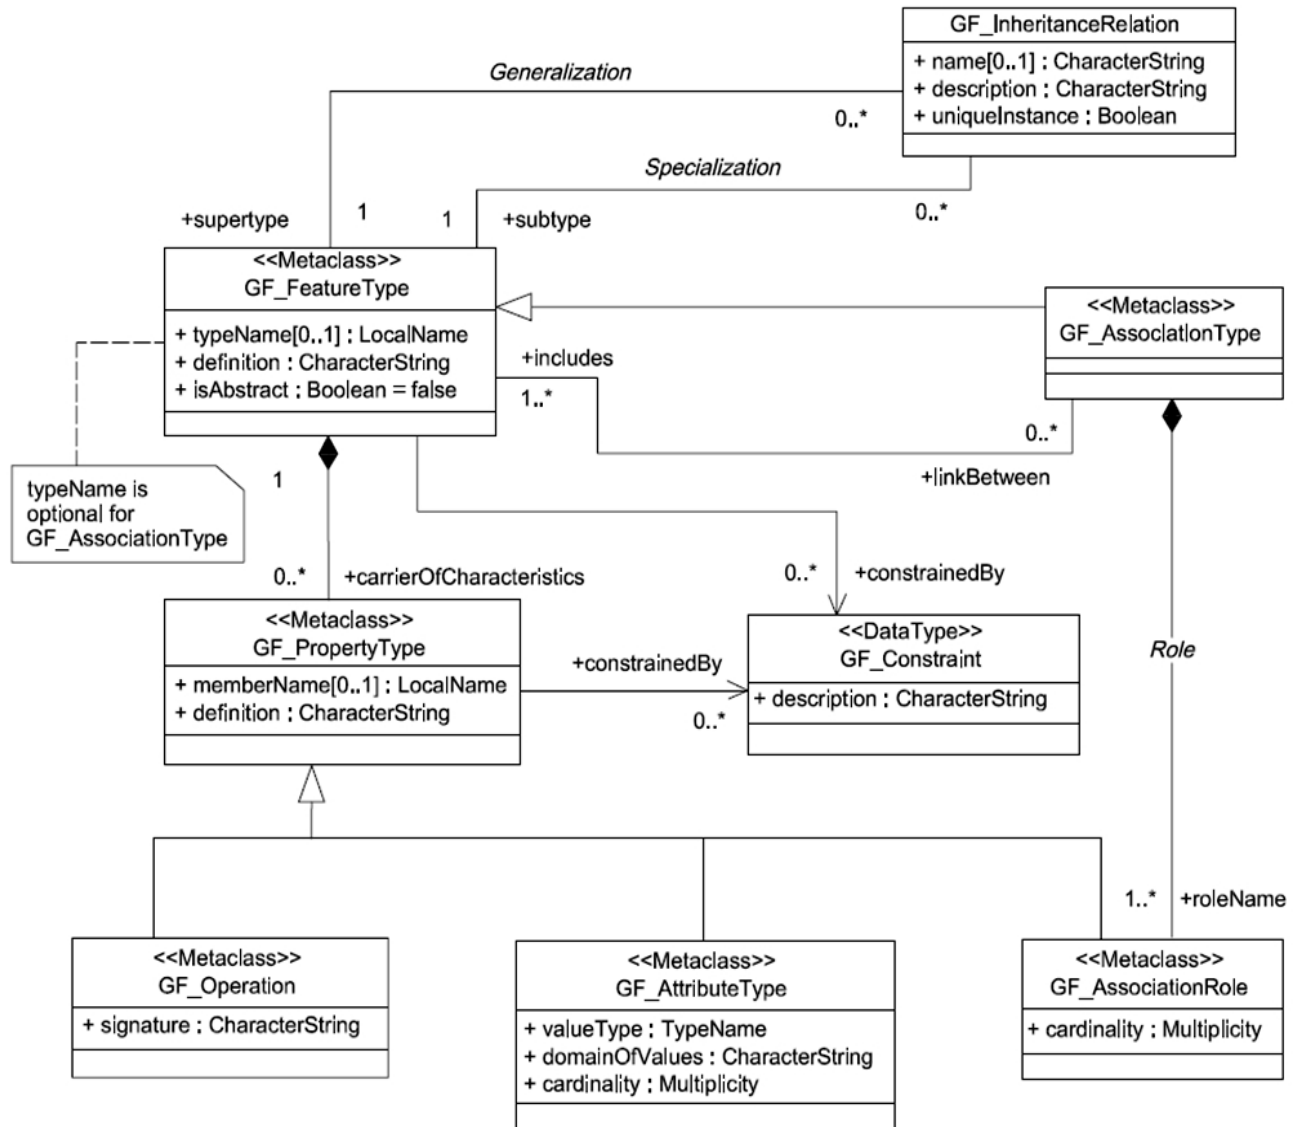 GF_InheritanceRelation
+ name[0..1] : CharacterString
+ description : CharacterString
+ uniqueInstance : Boolean
Generalization
0..*
Specialization
0..*
+supertype
1
1
+subtype
<<Metaclass>>
GF_FeatureType
+ typeName[0..1] : LocalName
+ definition : CharacterString
+ isAbstract : Boolean = false
<<Metaclass>>
GF_AssociationType
+includes
1..*
0..*
+linkBetween
typeName is
optional for
GF_AssociationType
1
0..*
+carrierOfCharacteristics
0..*
+constrainedBy
<<Metaclass>>
GF_PropertyType
+ memberName[0..1] : LocalName
+ definition : CharacterString
+constrainedBy
0..*
<<DataType>>
GF_Constraint
+ description : CharacterString
Role
1..*
+roleName
<<Metaclass>>
GF_Operation
+ signature : CharacterString
<<Metaclass>>
GF_AttributeType
+ valueType : TypeName
+ domainOfValues : CharacterString
+ cardinality : Multiplicity
<<Metaclass>>
GF_AssociationRole
+ cardinality : Multiplicity